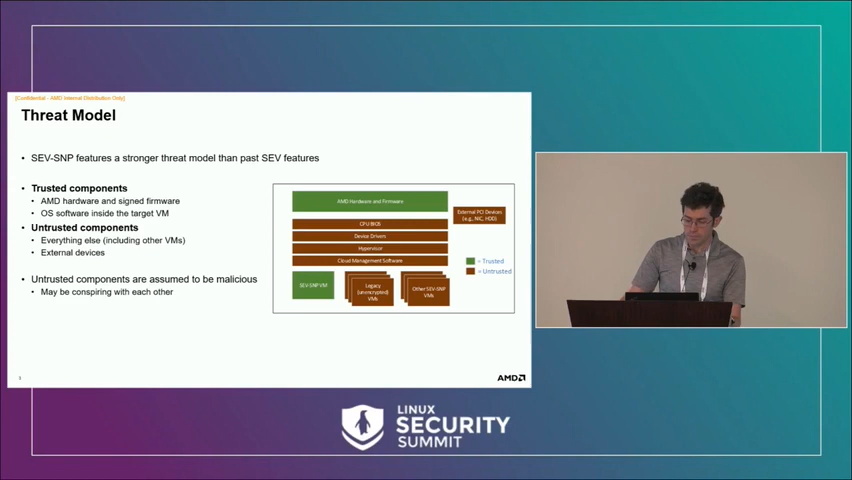 [Confidential - AMD Internal Distribution Only]
Threat Model
• SEV-SNP features a stronger threat model than past SEV features
• Trusted components
• AMD hardware and signed firmware
• OS software inside the target VM
• Untrusted components
• Everything else (including other VMs)
• External devices
• Untrusted components are assumed to be malicious
• May be conspiring with each other
AMD Hardware and Firmware
External PCI Devices
(e.g., NIC, HDD)
CPU BIOS
Device Drivers
Hypervisor
Cloud Management Software
= Trusted
= Untrusted
SEV-SNP VM
Legacy
(unencrypted)
VMs
Other SEV-SNP
VMs
AMD
LINUX
SECURITY
SUMMIT